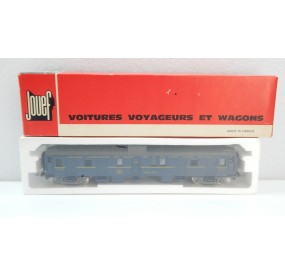 Jouef
VOITURES VOYAGEURS ET WAGONS
MADE IN FRANCE